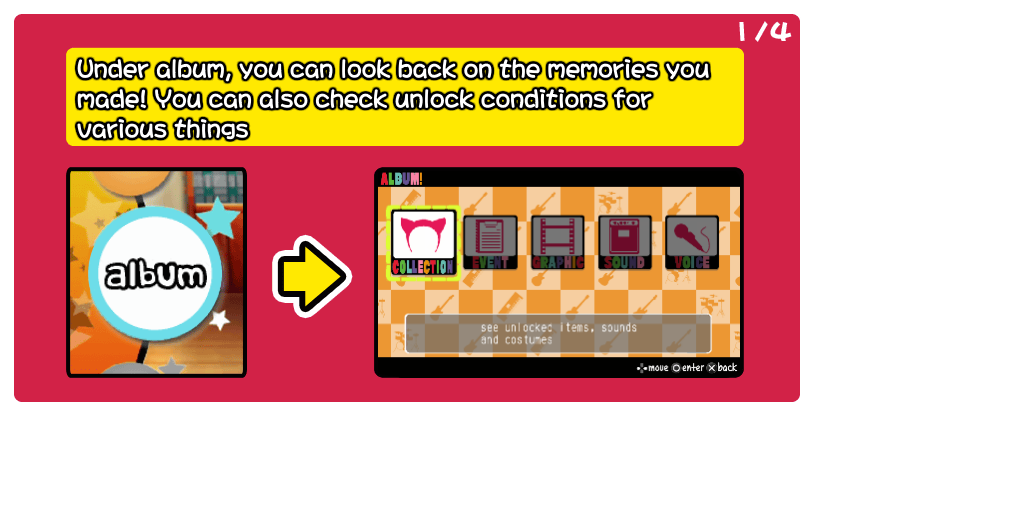 1/4
Under album, you can look back on the memories you
made! You can also check unlock conditions for
various things
album
ALBUM!
COLLECTION EVENT GRAPHIC SOUND VOICE
see unlocked items, sounds
and costumes
move enter back